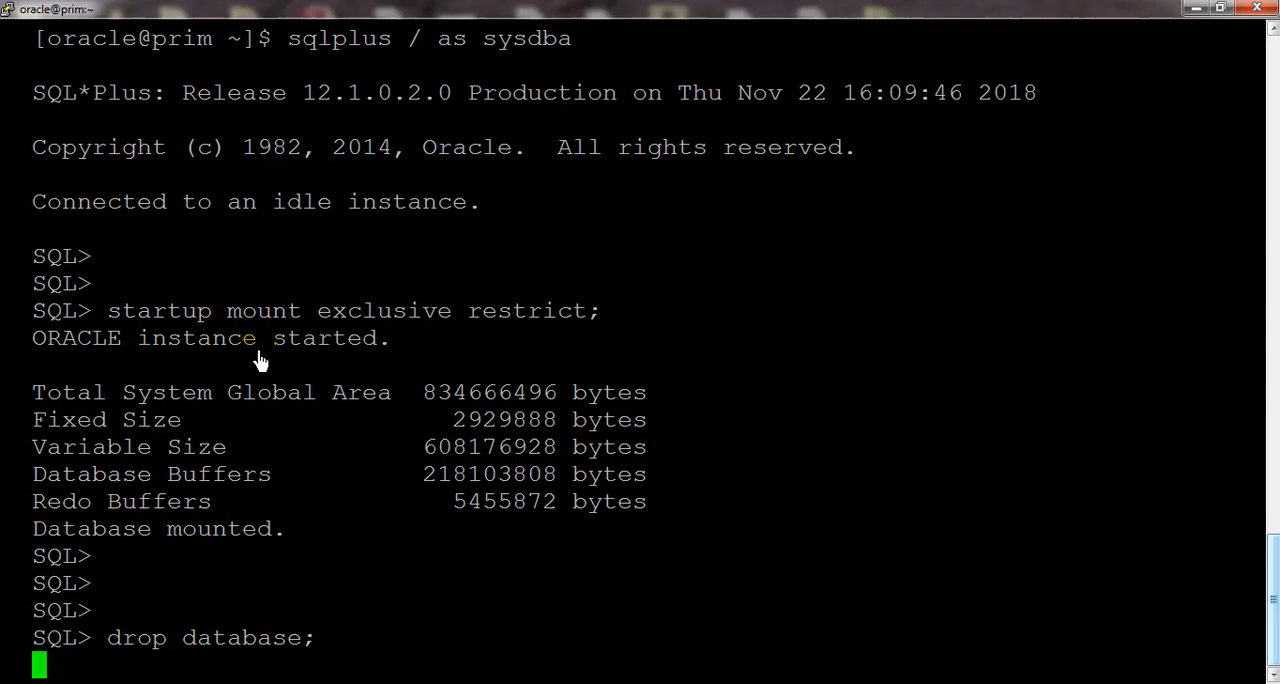 oracle@prim:~
[oracle@prim ~]$ sqlplus / as sysdba
SQL*Plus: Release 12.1.0.2.0 Production on Thu Nov 22 16:09:46 2018
Copyright (c) 1982, 2014, Oracle.  All rights reserved.
Connected to an idle instance.
SQL>
SQL>
SQL> startup mount exclusive restrict;
ORACLE instance started.
Total System Global Area  834666496 bytes
Fixed Size                  2929888 bytes
Variable Size             608176928 bytes
Database Buffers          218103808 bytes
Redo Buffers                5455872 bytes
Database mounted.
SQL>
SQL>
SQL>
SQL> drop database;